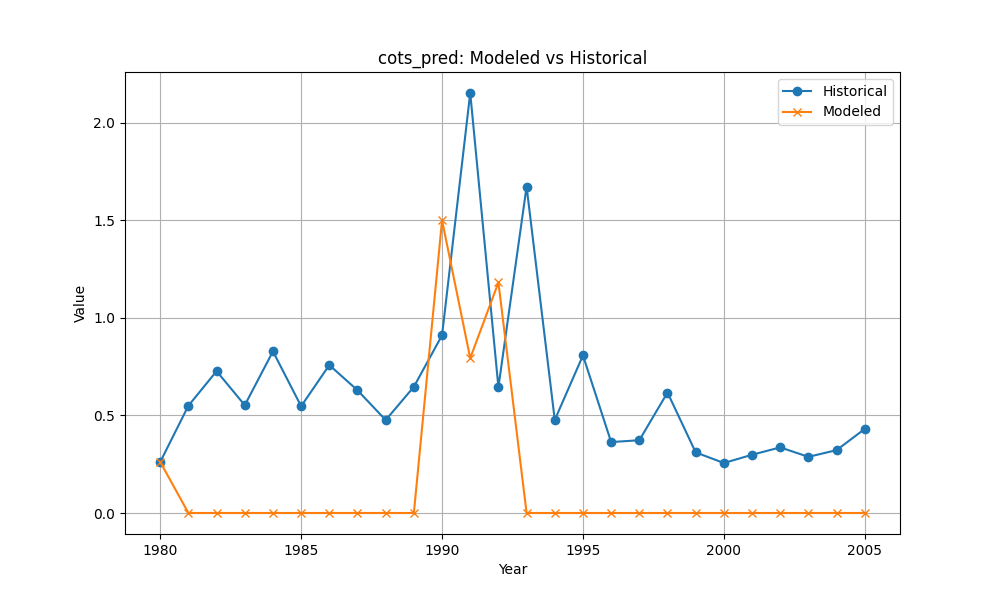 cots_pred: Modeled vs Historical
Historical
Modeled
2.0
1.5
1.0
0.5
0.0
Value
1980 1985 1990 1995 2000 2005
Year